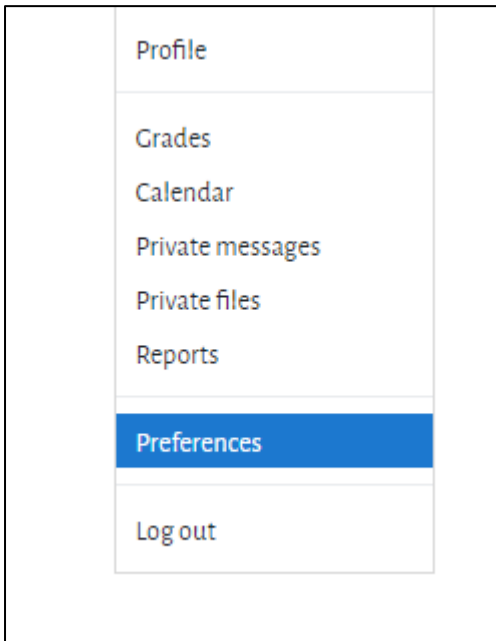 Profile
Grades
Calendar
Private messages
Private files
Reports
Preferences
Log out